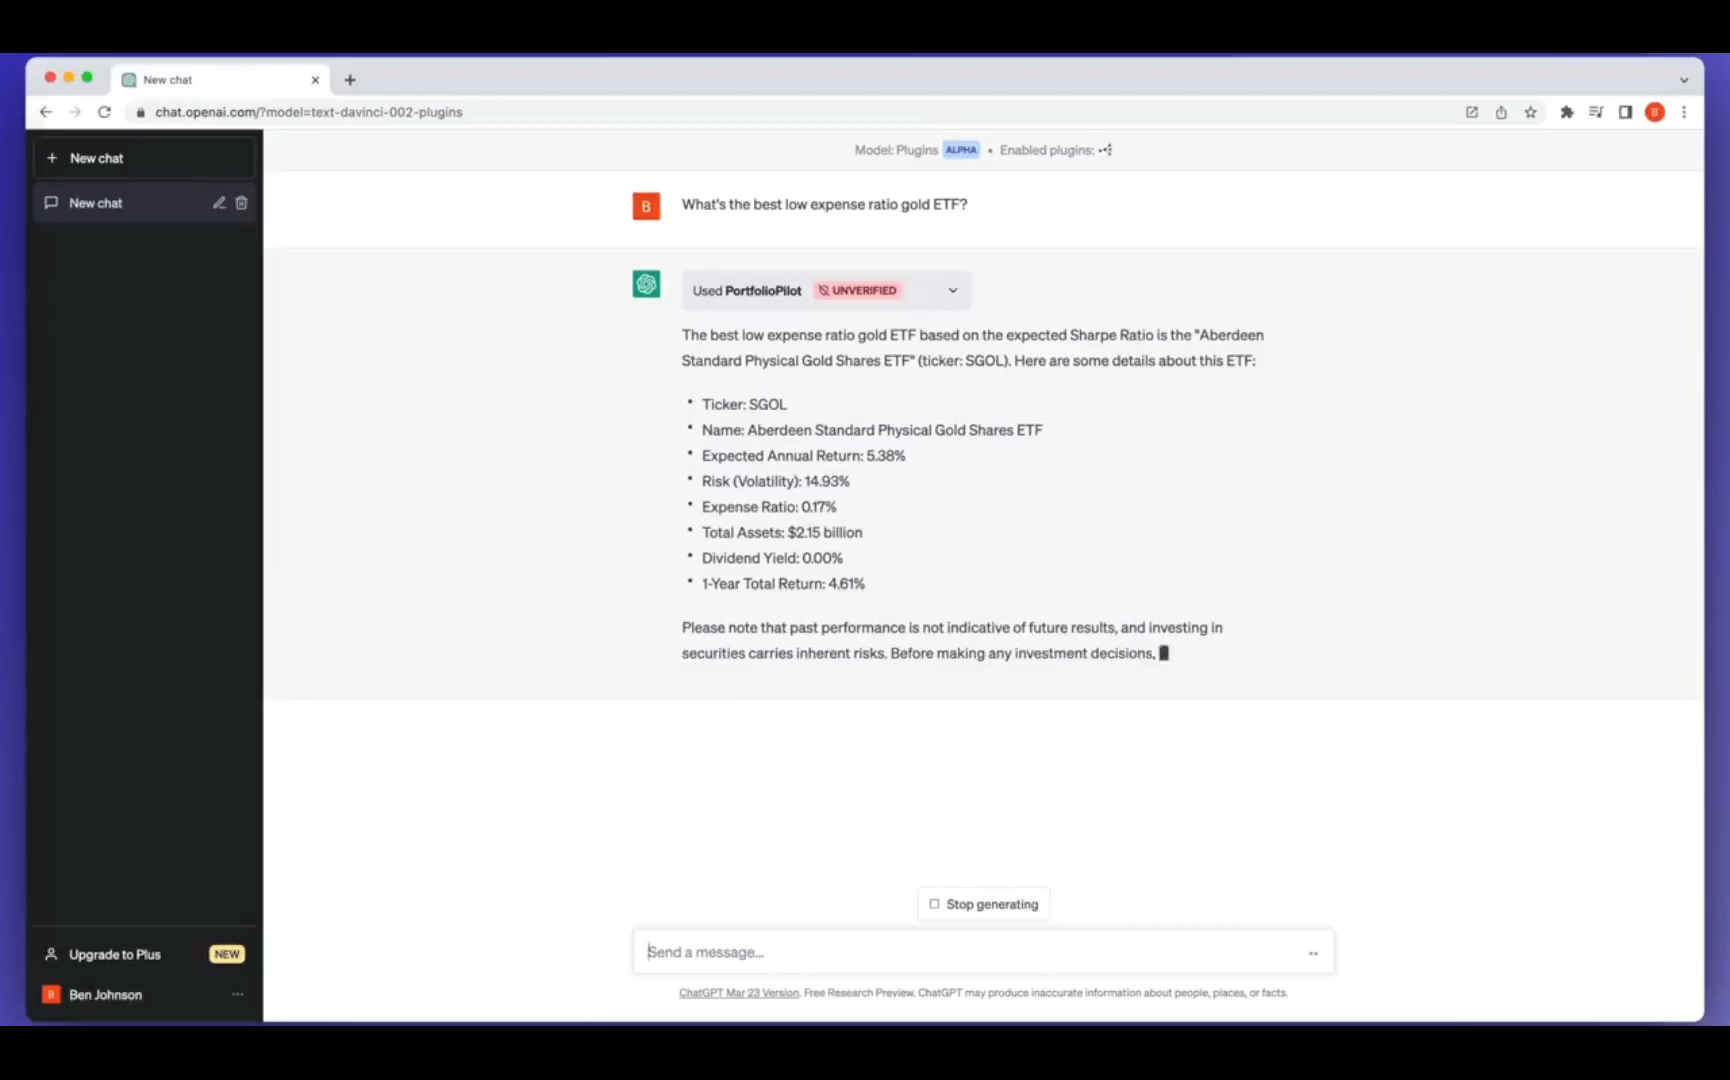 New chat
chat.openai.com/?model=text-davinci-002-plugins
B
New chat
New chat
Model: Plugins ALPHA • Enabled plugins:
B
What's the best low expense ratio gold ETF?
Used PortfolioPilot UNVERIFIED
The best low expense ratio gold ETF based on the expected Sharpe Ratio is the "Aberdeen
Standard Physical Gold Shares ETF" (ticker: SGOL). Here are some details about this ETF:
• Ticker: SGOL
• Name: Aberdeen Standard Physical Gold Shares ETF
• Expected Annual Return: 5.38%
• Risk (Volatility): 14.93%
• Expense Ratio: 0.17%
• Total Assets: $2.15 billion
• Dividend Yield: 0.00%
• 1-Year Total Return: 4.61%
Please note that past performance is not indicative of future results, and investing in
securities carries inherent risks. Before making any investment decisions,
Stop generating
Send a message...
ChatGPT Mar 23 Version. Free Research Preview. ChatGPT may produce inaccurate information about people, places, or facts.
Upgrade to Plus NEW
B Ben Johnson